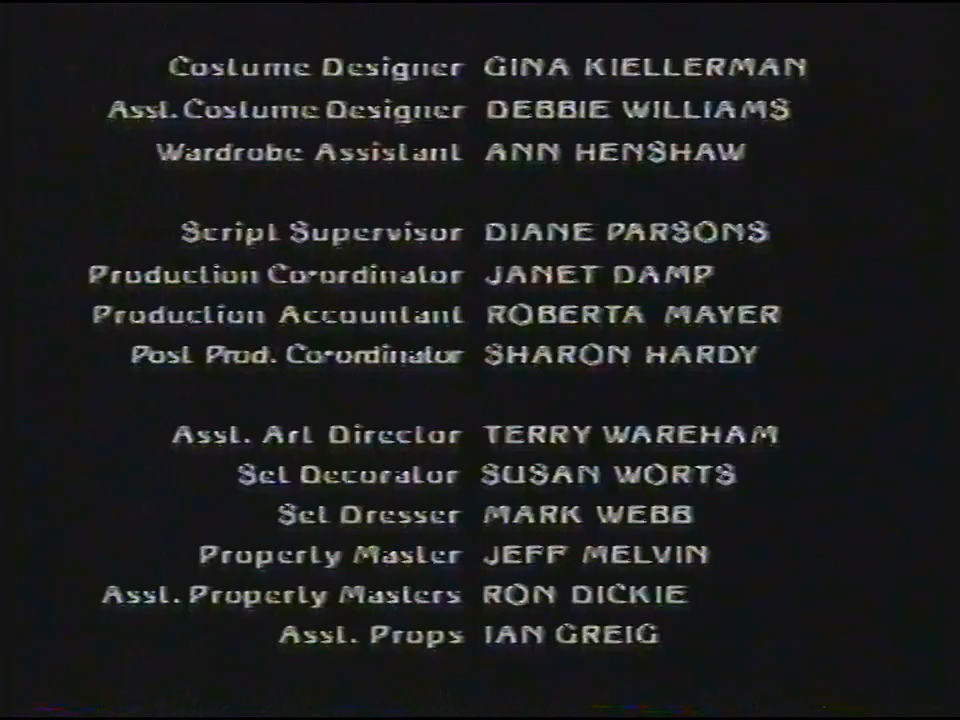 Costume Designer GINA KIELLERMAN
Asst. Costume Designer DEBBIE WILLIAMS
Wardrobe Assistant ANN HENSHAW
Script Supervisor DIANE PARSONS
Production Co-ordinator JANET DAMP
Production Accountant ROBERTA MAYER
Post Prod. Co-ordinator SHARON HARDY
Asst. Art Director TERRY WAREHAM
Set Decorator SUSAN WORTS
Set Dresser MARK WEBB
Property Master JEFF MELVIN
Asst. Property Masters RON DICKIE
Asst. Props IAN GREIG